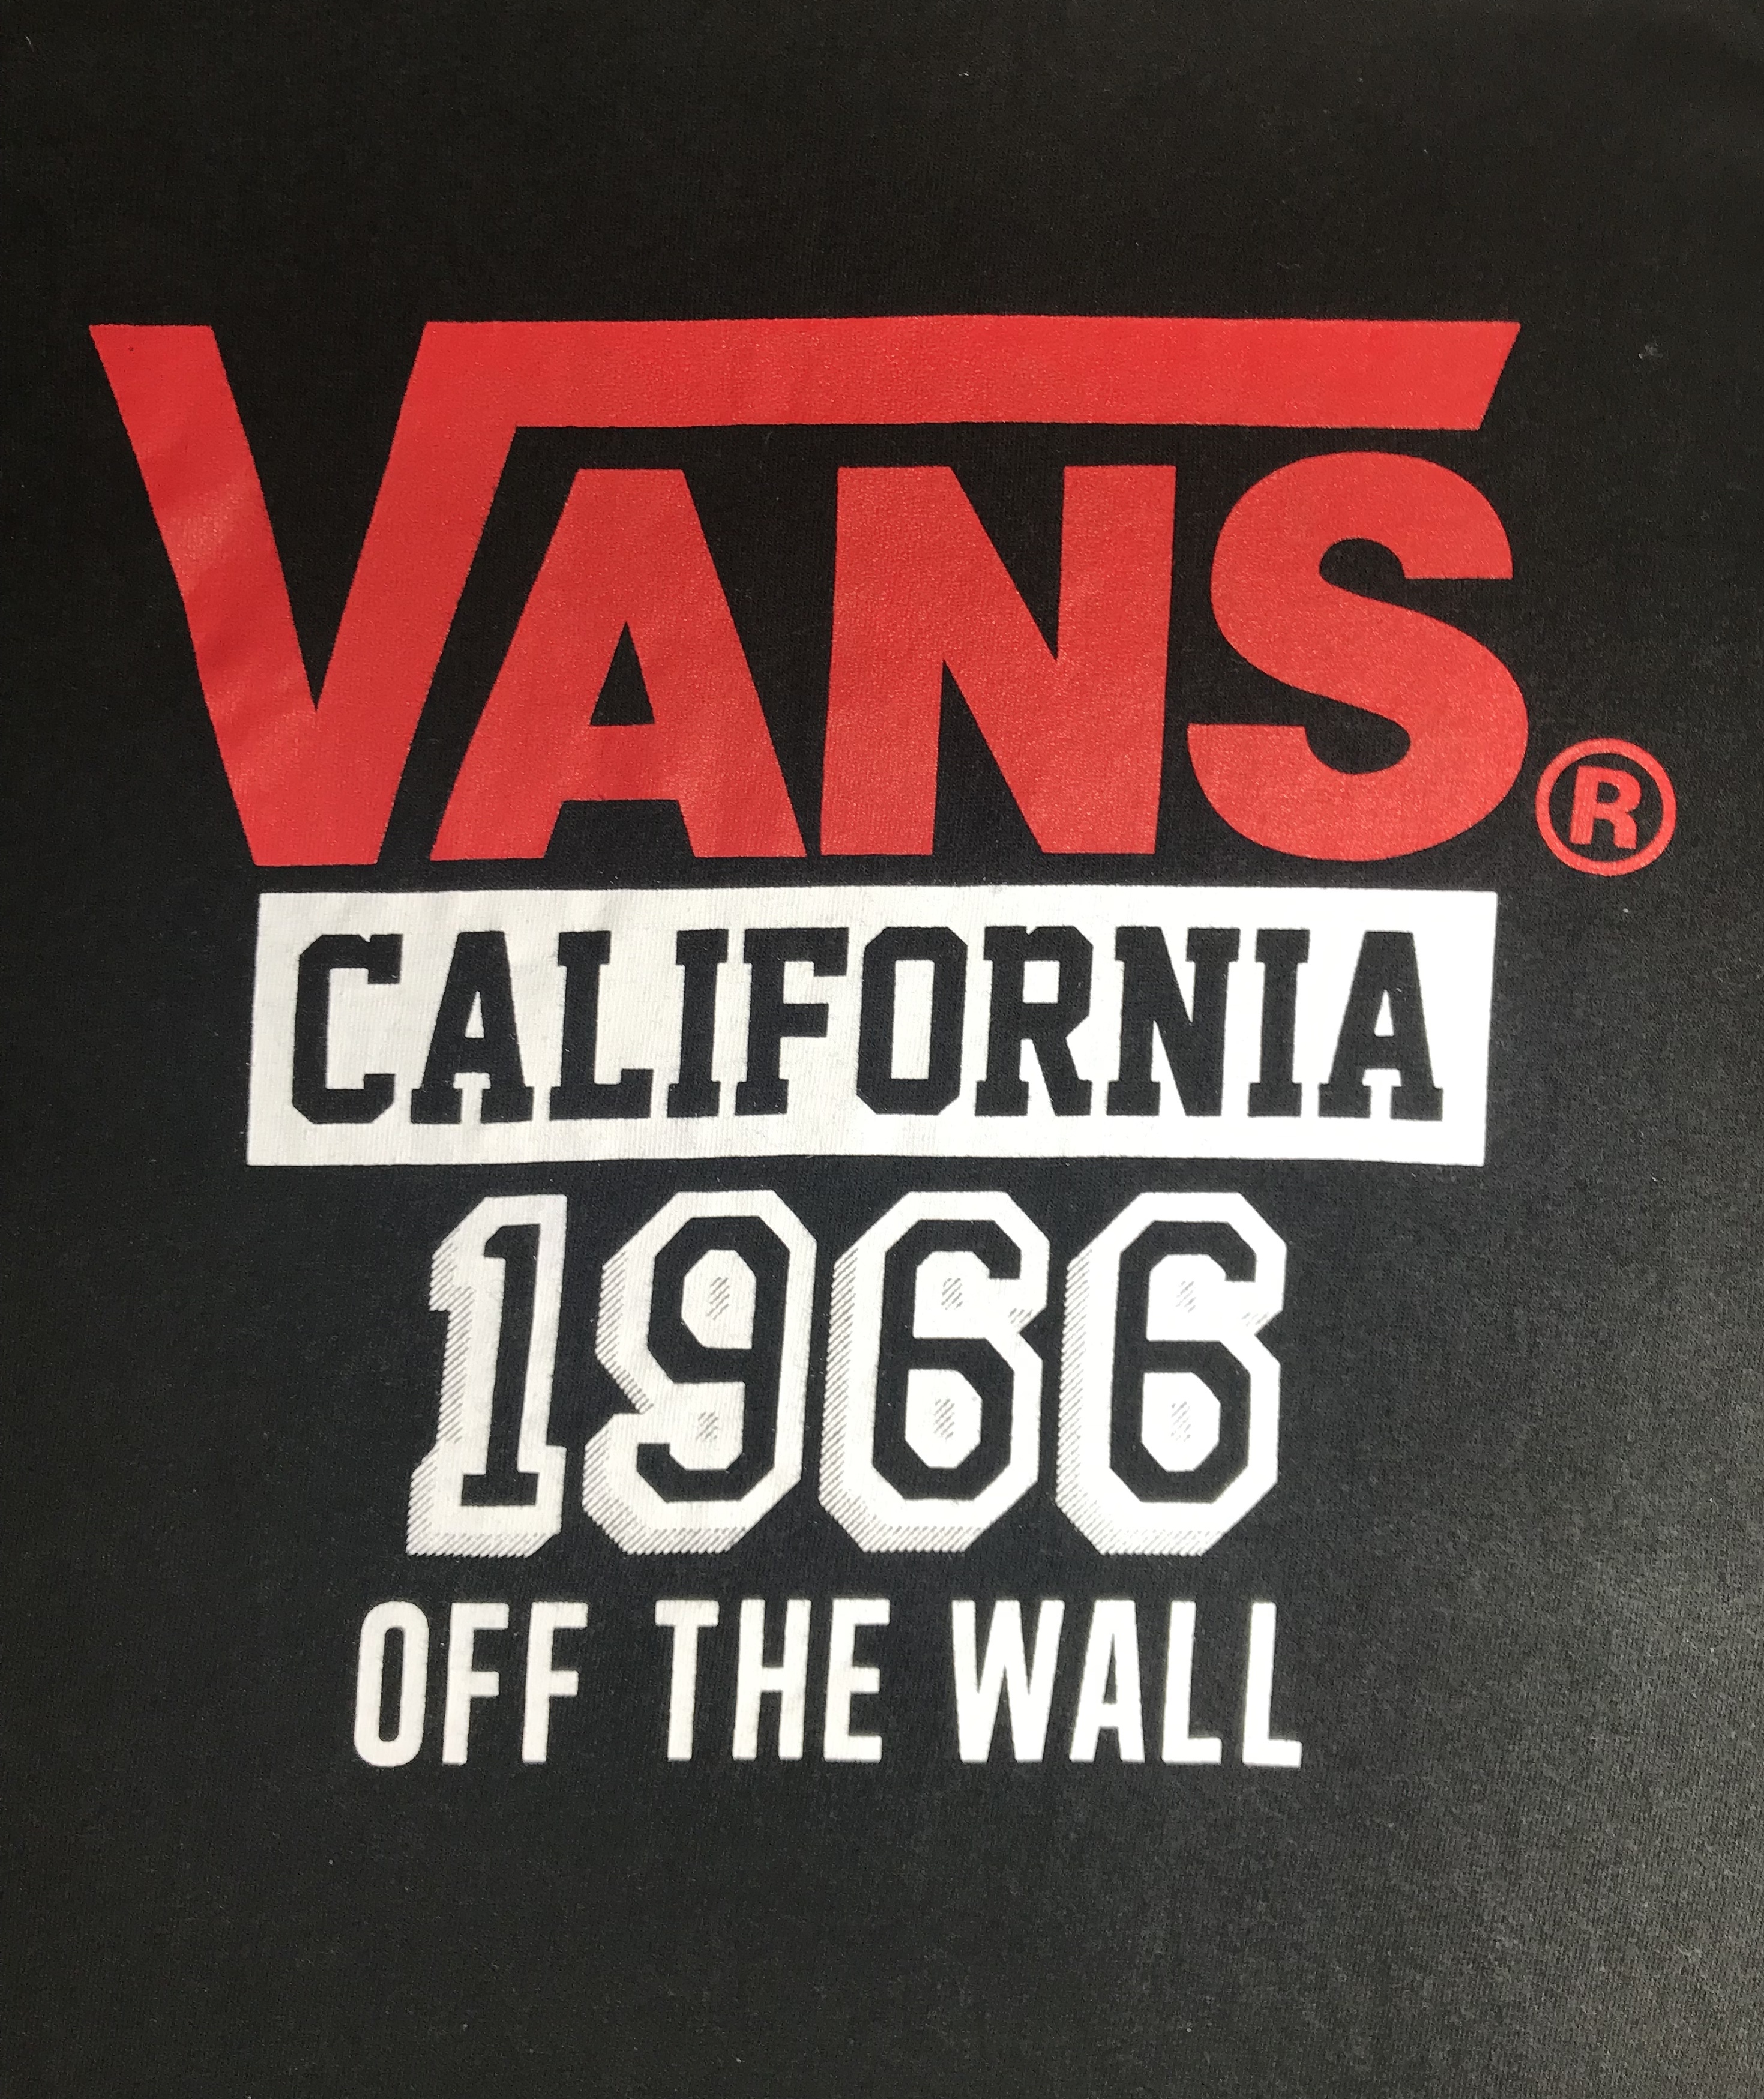 VANS®
CALIFORNIA
1966
OFF THE WALL